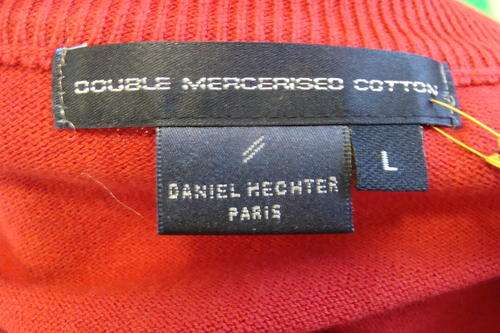 DOUBLE MERCERISED COTTON
L
DANIEL HECHTER
PARIS